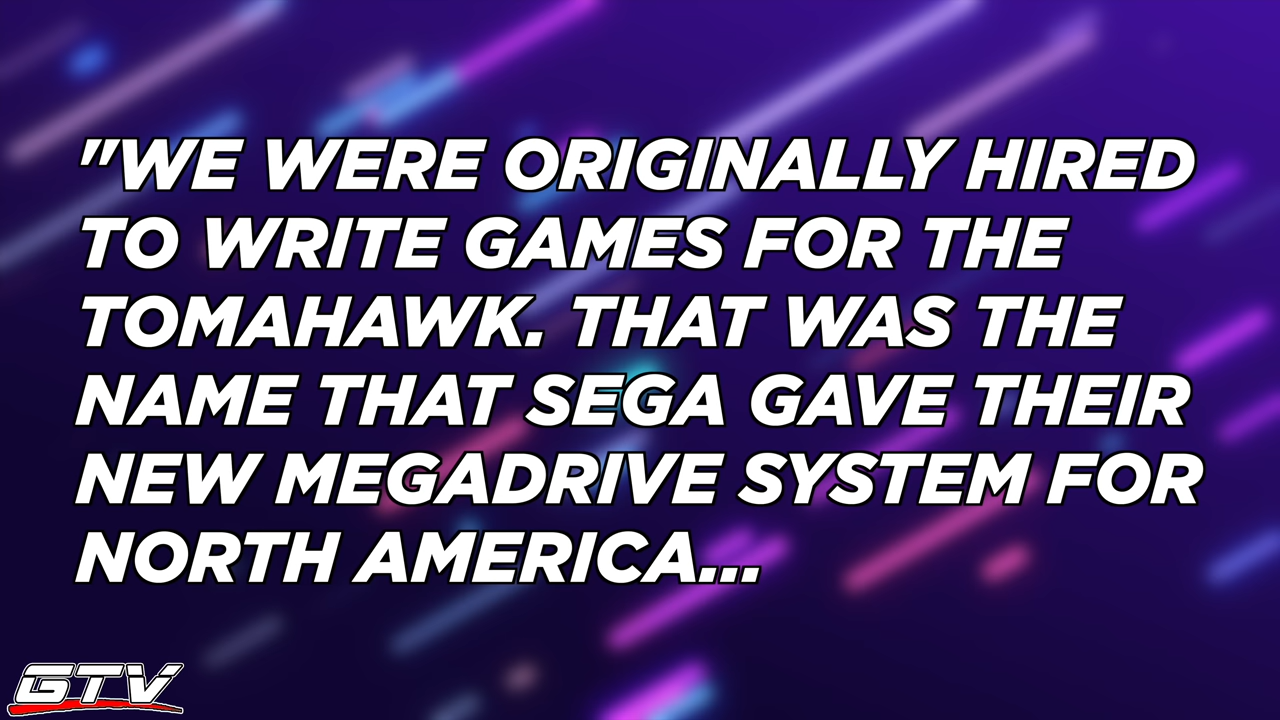 "WE WERE ORIGINALLY HIRED
TO WRITE GAMES FOR THE
TOMAHAWK. THAT WAS THE
NAME THAT SEGA GAVE THEIR
NEW MEGADRIVE SYSTEM FOR
NORTH AMERICA...
GTV